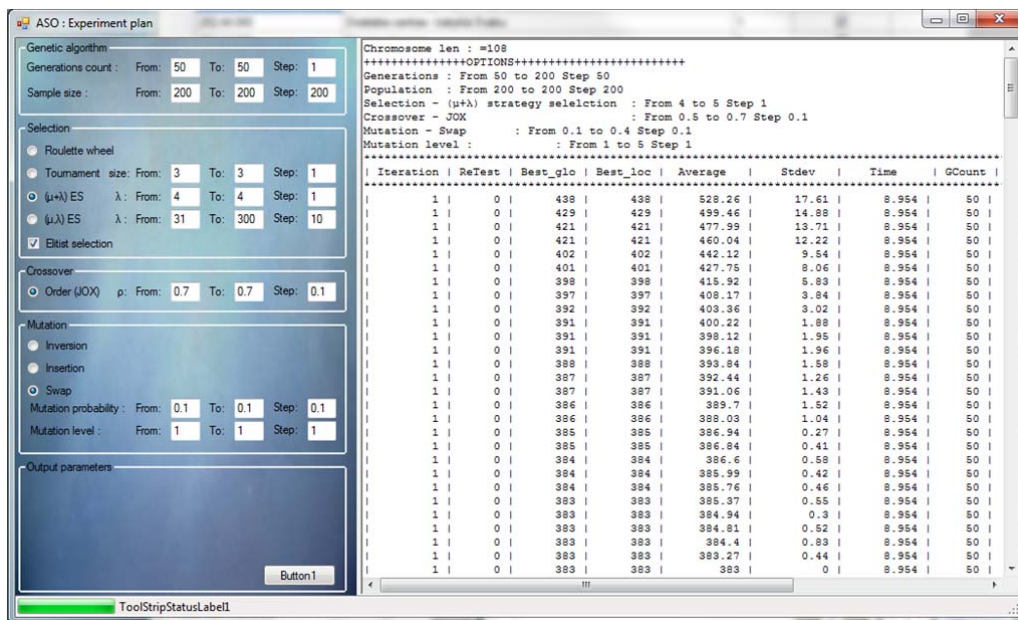 ASO : Experiment plan
Genetic algorithm
Generations count : From: 50 To: 50 Step: 1
Sample size : From: 200 To: 200 Step: 200
Selection
Roulette wheel
Tournament size: From: 3 To: 3 Step: 1
(μ+λ) ES λ : From: 4 To: 4 Step: 1
(μ,λ) ES λ : From: 31 To: 300 Step: 10
Elitist selection
Crossover
Order (JOX) ρ: From: 0.7 To: 0.7 Step: 0.1
Mutation
Inversion
Insertion
Swap
Mutation probability : From: 0.1 To: 0.1 Step: 0.1
Mutation level : From: 1 To: 1 Step: 1
Output parameters
Button1
Chromosome len : =108
+++++++++++++++OPTIONS+++++++++++++++++++++++++
Generations : From 50 to 200 Step 50
Population : From 200 to 200 Step 200
Selection - (μ+λ) strategy selelction : From 4 to 5 Step 1
Crossover - JOX : From 0.5 to 0.7 Step 0.1
Mutation - Swap : From 0.1 to 0.4 Step 0.1
Mutation level : : From 1 to 5 Step 1
| Iteration | ReTest | Best_glo | Best_loc | Average | Stdev | Time | GCount |
| 1 | 0 | 438 | 438 | 528.26 | 17.61 | 8.954 | 50 |
| 1 | 0 | 429 | 429 | 499.46 | 14.88 | 8.954 | 50 |
| 1 | 0 | 421 | 421 | 477.99 | 13.71 | 8.954 | 50 |
| 1 | 0 | 421 | 421 | 460.04 | 12.22 | 8.954 | 50 |
| 1 | 0 | 402 | 402 | 442.12 | 9.54 | 8.954 | 50 |
| 1 | 0 | 401 | 401 | 427.75 | 8.06 | 8.954 | 50 |
| 1 | 0 | 398 | 398 | 415.92 | 5.83 | 8.954 | 50 |
| 1 | 0 | 397 | 397 | 408.17 | 3.84 | 8.954 | 50 |
| 1 | 0 | 392 | 392 | 403.36 | 3.02 | 8.954 | 50 |
| 1 | 0 | 391 | 391 | 400.22 | 1.88 | 8.954 | 50 |
| 1 | 0 | 391 | 391 | 398.12 | 1.95 | 8.954 | 50 |
| 1 | 0 | 391 | 391 | 396.18 | 1.96 | 8.954 | 50 |
| 1 | 0 | 388 | 388 | 393.84 | 1.58 | 8.954 | 50 |
| 1 | 0 | 387 | 387 | 392.44 | 1.26 | 8.954 | 50 |
| 1 | 0 | 387 | 387 | 391.06 | 1.43 | 8.954 | 50 |
| 1 | 0 | 386 | 386 | 389.7 | 1.52 | 8.954 | 50 |
| 1 | 0 | 386 | 386 | 388.03 | 1.04 | 8.954 | 50 |
| 1 | 0 | 385 | 385 | 386.94 | 0.27 | 8.954 | 50 |
| 1 | 0 | 385 | 385 | 386.84 | 0.41 | 8.954 | 50 |
| 1 | 0 | 384 | 384 | 386.6 | 0.58 | 8.954 | 50 |
| 1 | 0 | 384 | 384 | 385.99 | 0.42 | 8.954 | 50 |
| 1 | 0 | 384 | 384 | 385.76 | 0.46 | 8.954 | 50 |
| 1 | 0 | 383 | 383 | 385.37 | 0.55 | 8.954 | 50 |
| 1 | 0 | 383 | 383 | 384.94 | 0.3 | 8.954 | 50 |
| 1 | 0 | 383 | 383 | 384.81 | 0.52 | 8.954 | 50 |
| 1 | 0 | 383 | 383 | 384.4 | 0.83 | 8.954 | 50 |
| 1 | 0 | 383 | 383 | 383.27 | 0.44 | 8.954 | 50 |
| 1 | 0 | 383 | 383 | 383 | 0 | 8.954 | 50 |
ToolStripStatusLabel1